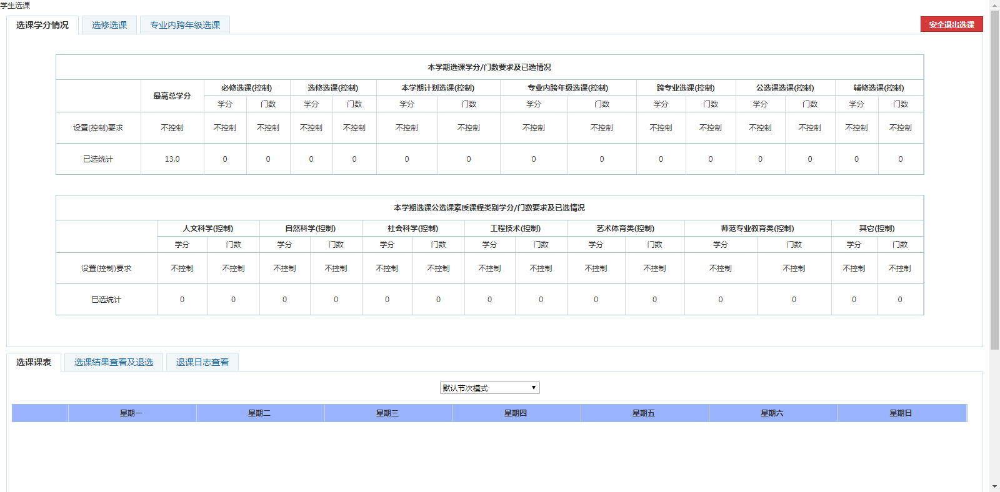 学生选课
选课学分情况 选修选课 专业内跨年级选课 安全退出选课
本学期选课学分/门数要求及已选情况
最高总学分 必修选课(控制) 选修选课(控制) 本学期计划选课(控制) 专业内跨年级选课(控制) 跨专业选课(控制) 公选课选课(控制) 辅修选课(控制)
学分 门数 学分 门数 学分 门数 学分 门数 学分 门数 学分 门数 学分 门数
设置(控制)要求 不控制 不控制 不控制 不控制 不控制 不控制 不控制 不控制 不控制 不控制 不控制 不控制 不控制 不控制 不控制
已选统计 13.0 0 0 0 0 0 0 0 0 0 0 0 0 0 0
本学期选课公选课素质课程类别学分/门数要求及已选情况
人文科学(控制) 自然科学(控制) 社会科学(控制) 工程技术(控制) 艺术体育类(控制) 师范专业教育类(控制) 其它(控制)
学分 门数 学分 门数 学分 门数 学分 门数 学分 门数 学分 门数 学分 门数
设置(控制)要求 不控制 不控制 不控制 不控制 不控制 不控制 不控制 不控制 不控制 不控制 不控制 不控制 不控制 不控制
已选统计 0 0 0 0 0 0 0 0 0 0 0 0 0 0
选课课表 选课结果查看及退选 退课日志查看
默认节次模式
星期一 星期二 星期三 星期四 星期五 星期六 星期日